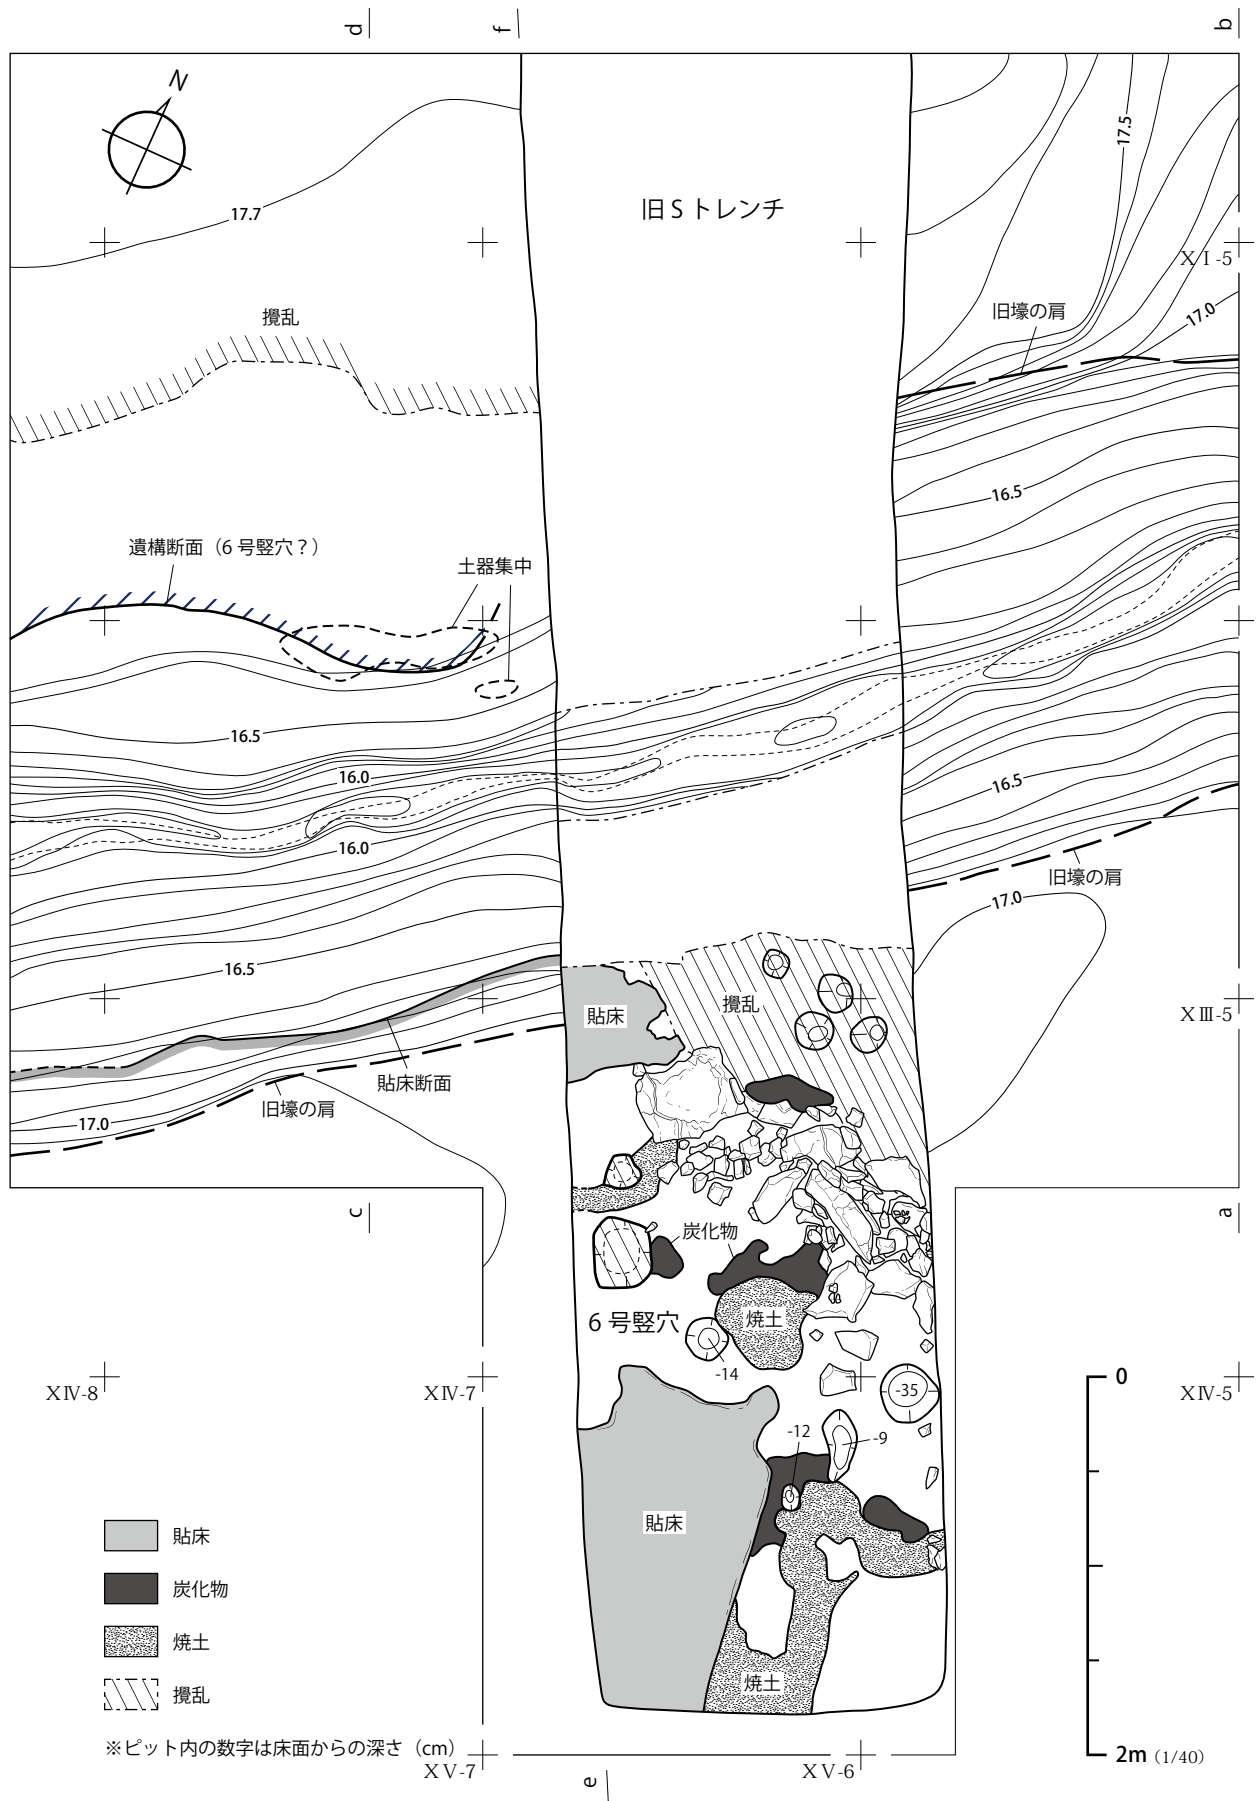 d
f
b
N
17.7
17.5
旧Sトレンチ
XI-5
17.0
旧壕の肩
攪乱
16.5
遺構断面（6号竪穴？）
土器集中
16.5
16.0
16.5
16.0
旧壕の肩
17.0
16.5
貼床
攪乱
XIII-5
貼床断面
旧壕の肩
17.0
c
a
炭化物
6号竪穴
焼土
-14
-35
XIV-8
XIV-7
XIV-5
0
-12
-9
貼床
貼床
炭化物
焼土
攪乱
焼土
※ピット内の数字は床面からの深さ（cm）
XV-7
XV-6
2m（1/40）
e